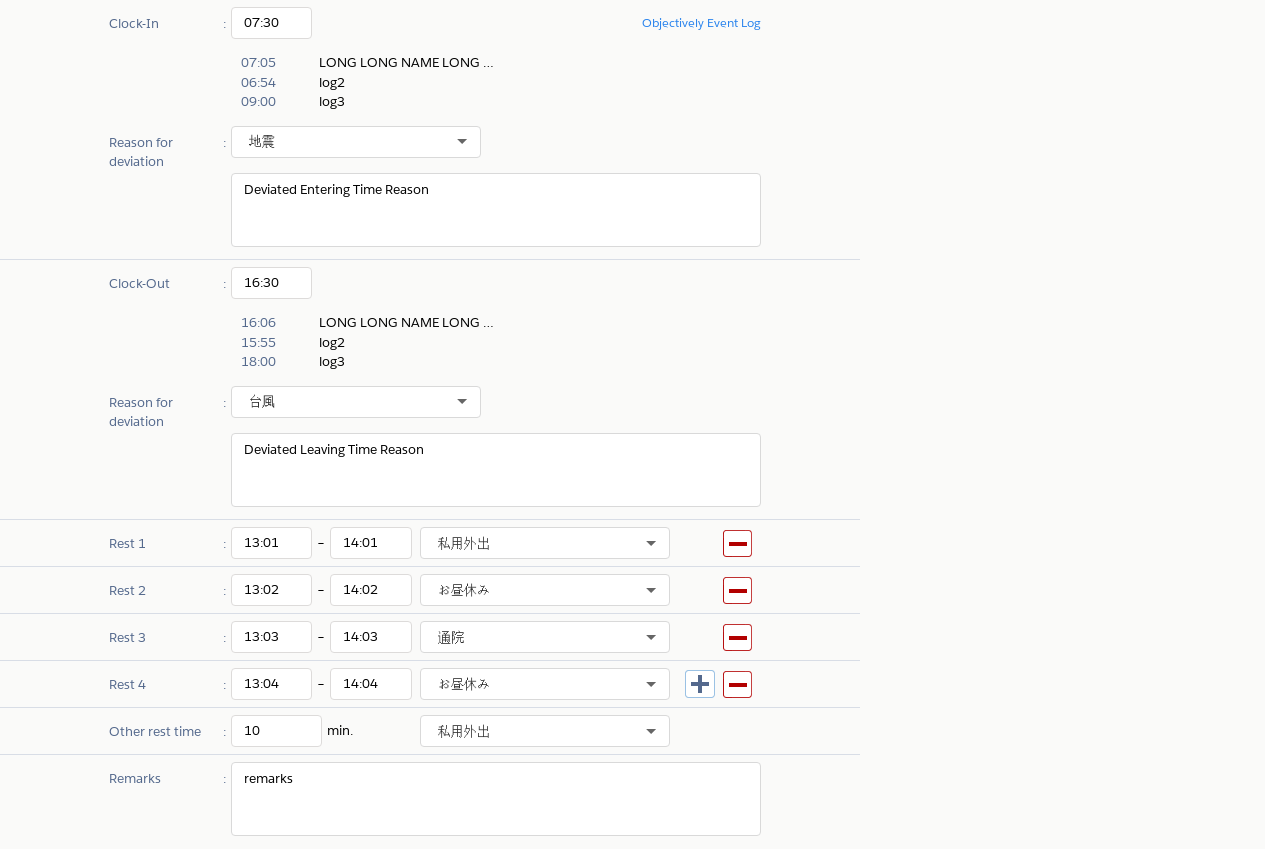 Clock-In : 07:30 Objectively Event Log
07:05 LONG LONG NAME LONG ...
06:54 log2
09:00 log3
Reason for : 地震
deviation
Deviated Entering Time Reason
Clock-Out : 16:30
16:06 LONG LONG NAME LONG ...
15:55 log2
18:00 log3
Reason for : 台風
deviation
Deviated Leaving Time Reason
Rest 1 : 13:01 – 14:01 私用外出
Rest 2 : 13:02 – 14:02 お昼休み
Rest 3 : 13:03 – 14:03 通院
Rest 4 : 13:04 – 14:04 お昼休み
Other rest time : 10 min. 私用外出
Remarks : remarks